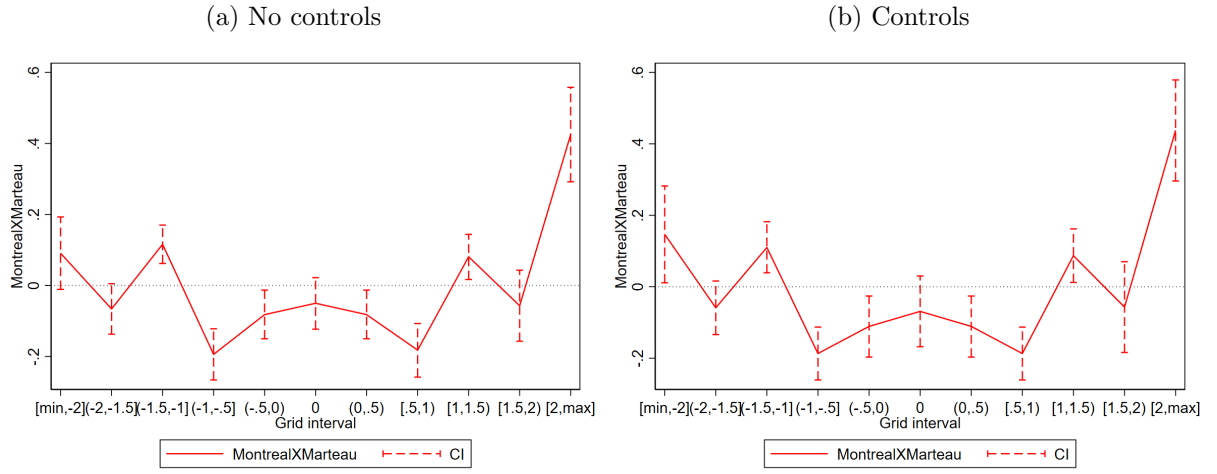 (a) No controls
(b) Controls
MontrealXMarteau
.6
.4
.2
0
-.2
[min,-2] (-2,-1.5] (-1.5,-1] (-1,-.5] (-.5,0) 0 (0,.5) [.5,1) [1,1.5) [1.5,2) [2,max]
Grid interval
MontrealXMarteau CI
MontrealXMarteau
.6
.4
.2
0
-.2
[min,-2] (-2,-1.5] (-1.5,-1] (-1,-.5] (-.5,0) 0 (0,.5) [.5,1) [1,1.5) [1.5,2) [2,max]
Grid interval
MontrealXMarteau CI